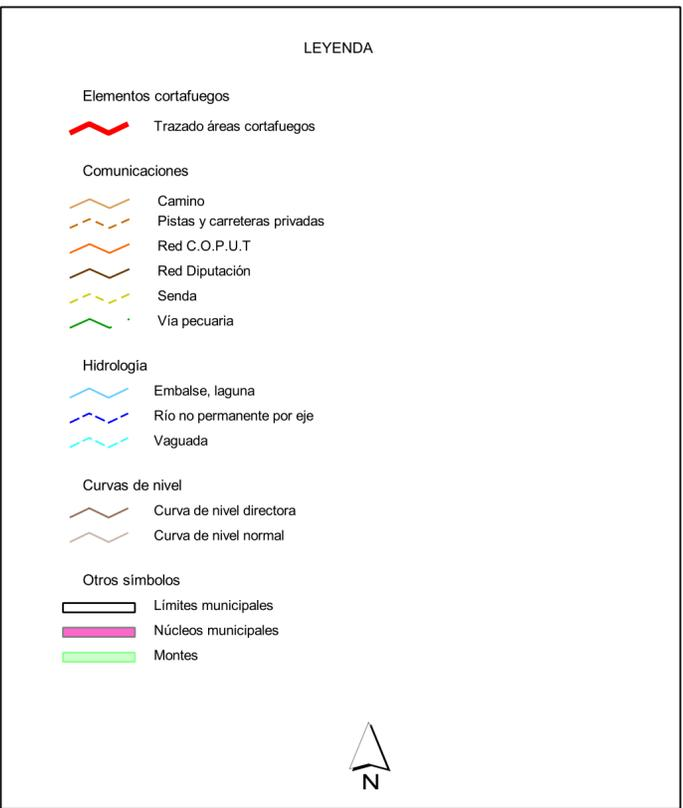 LEYENDA
Elementos cortafuegos
Trazado áreas cortafuegos
Comunicaciones
Camino
Pistas y carreteras privadas
Red C.O.P.U.T
Red Diputación
Senda
Vía pecuaria
Hidrología
Embalse, laguna
Río no permanente por eje
Vaguada
Curvas de nivel
Curva de nivel directora
Curva de nivel normal
Otros símbolos
Límites municipales
Núcleos municipales
Montes
N